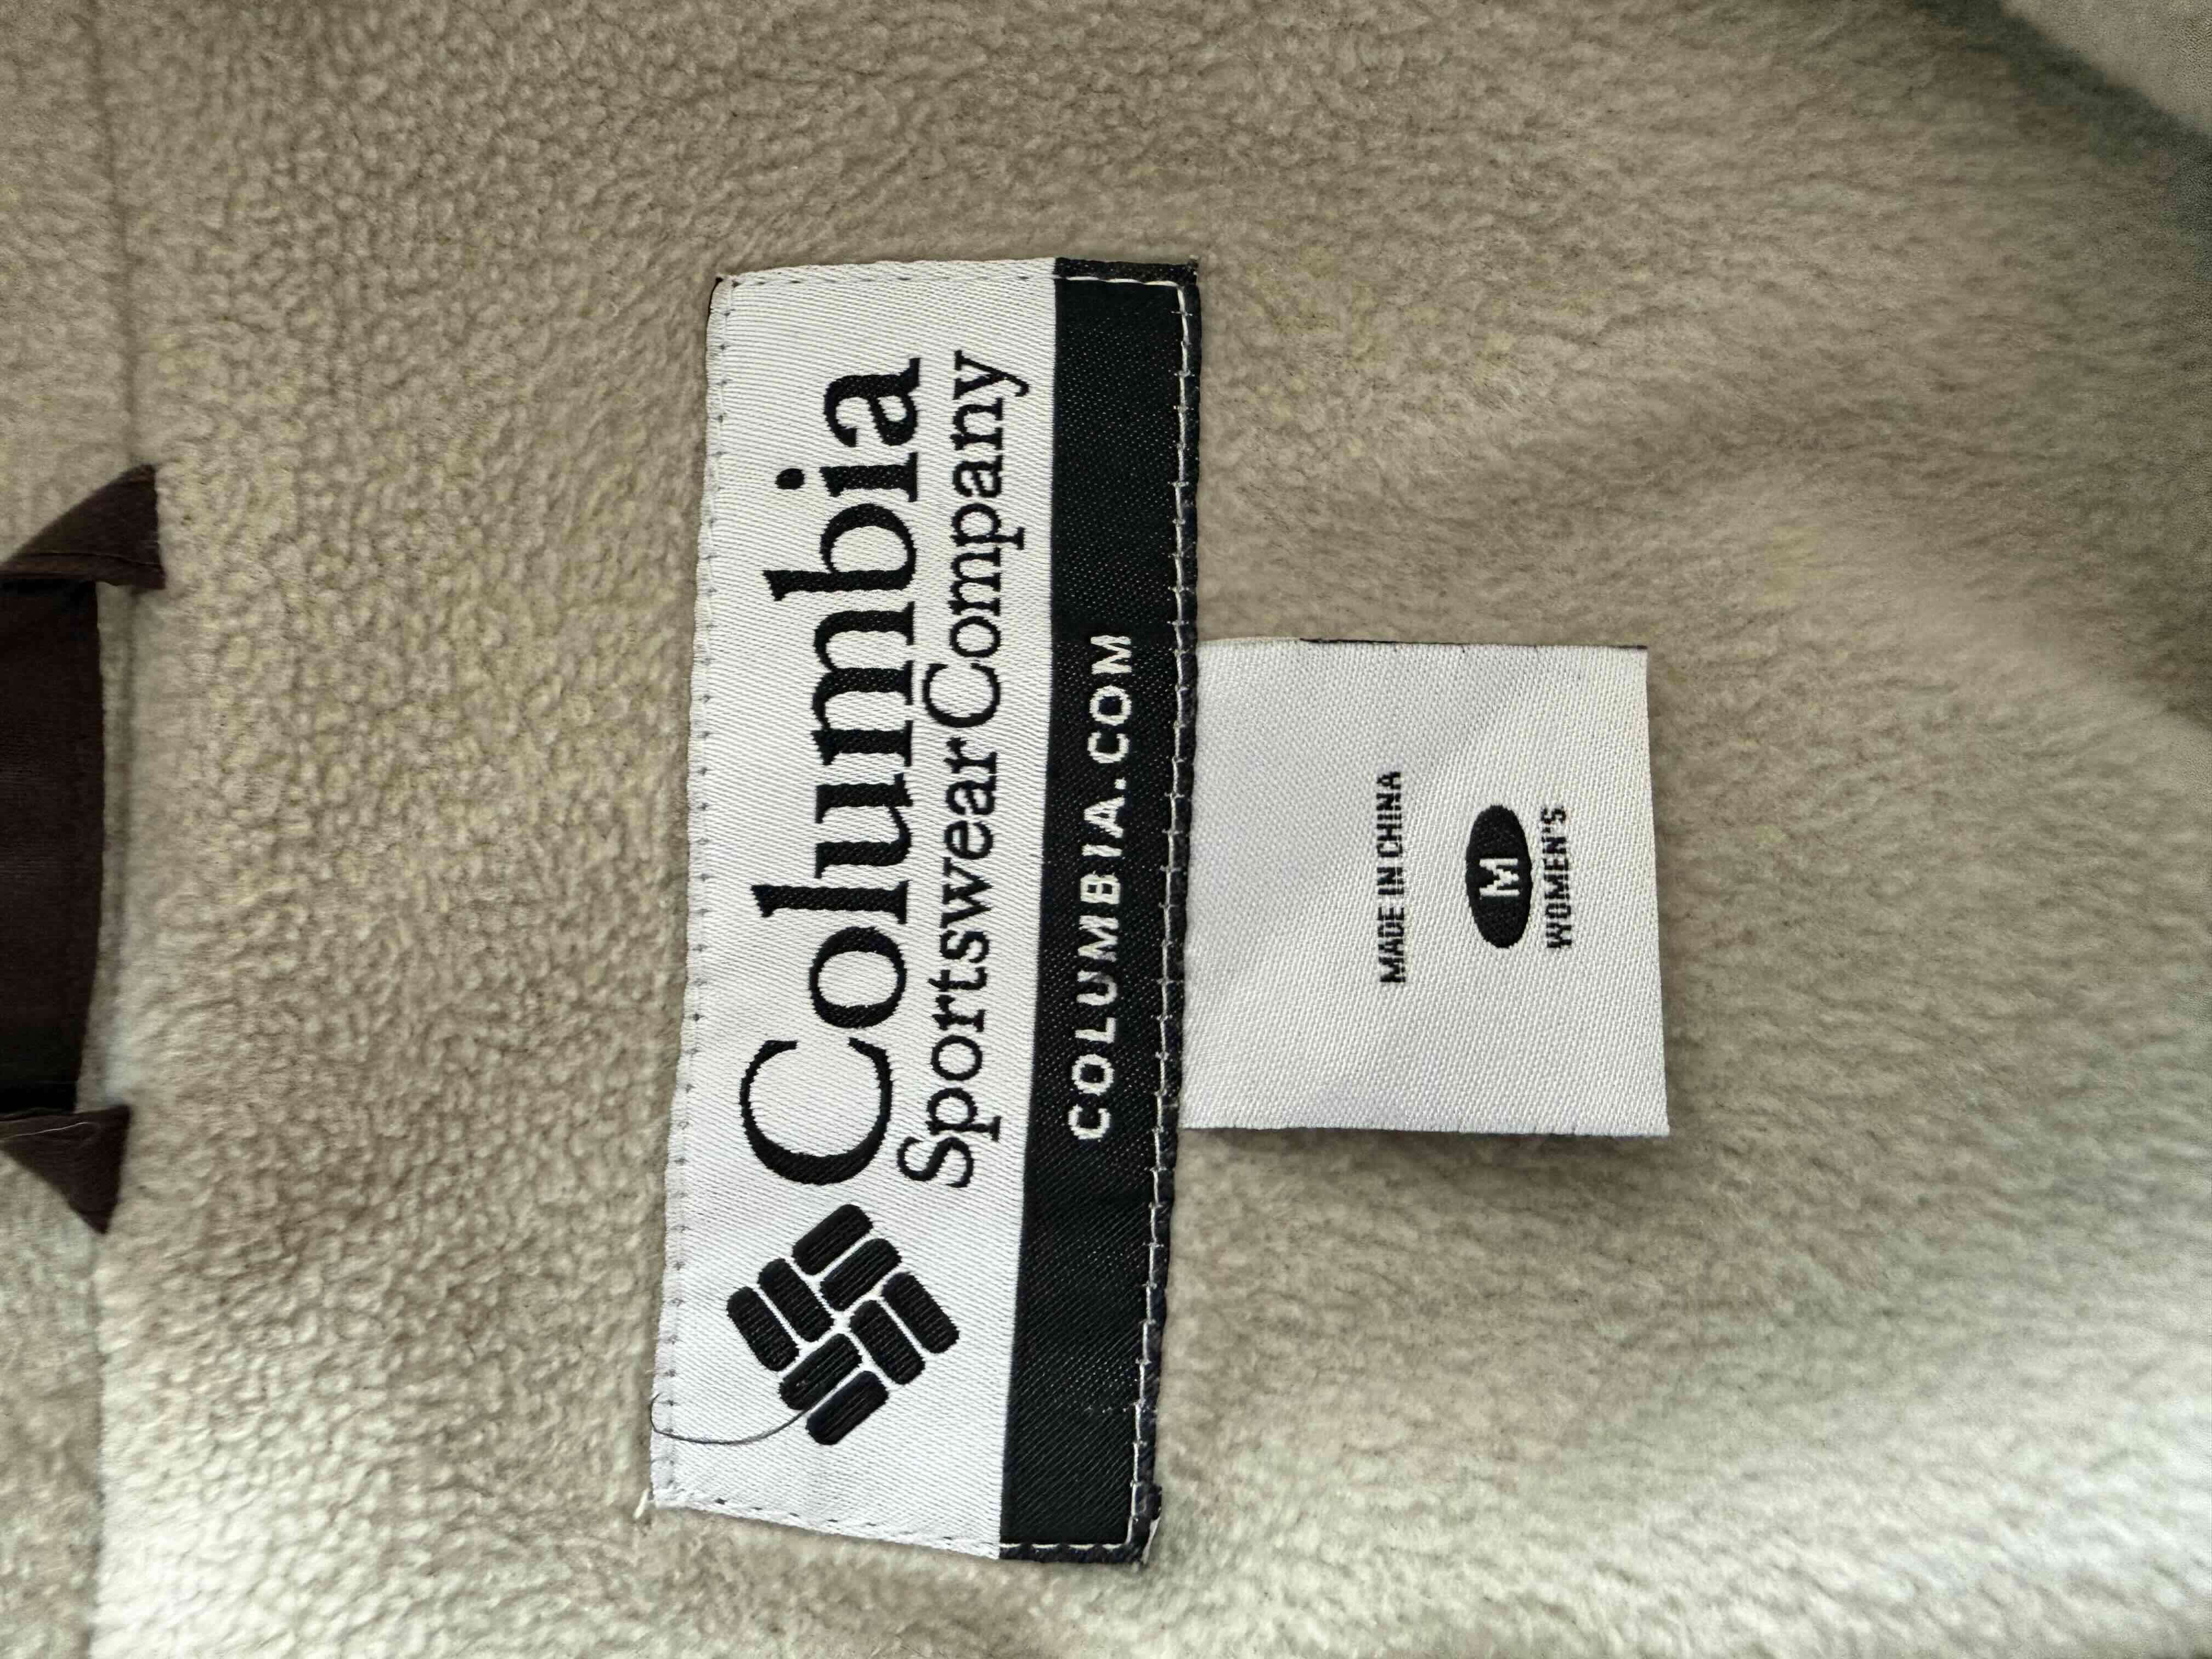 Columbia
Sportswear Company
COLUMBIA.COM
MADE IN CHINA
M
WOMEN'S